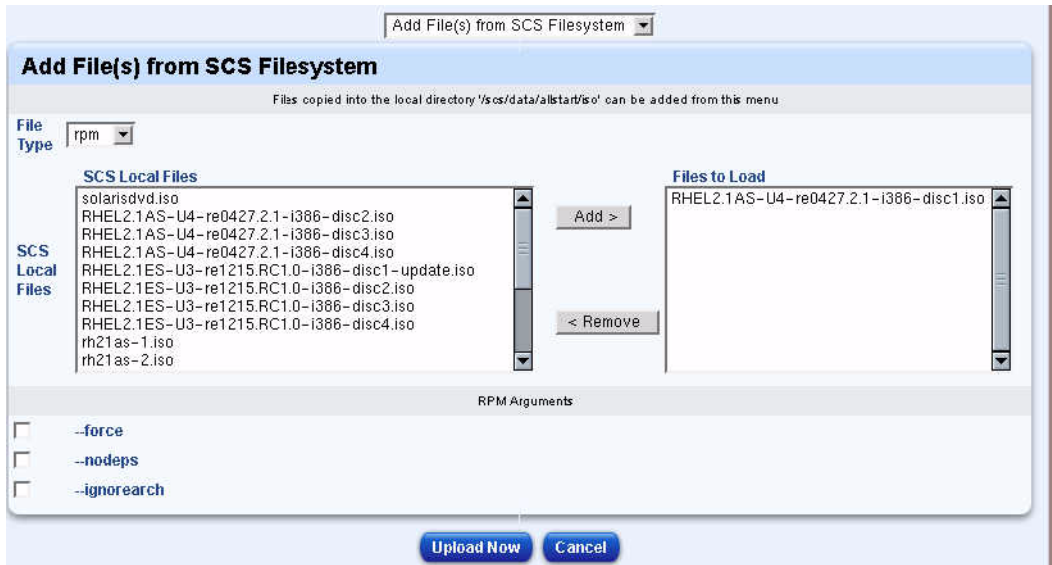 Add File(s) from SCS Filesystem
Add File(s) from SCS Filesystem
Files copied into the local directory '/scs/data/allstart/iso' can be added from this menu
File Type
rpm
SCS Local Files
SCS Local Files
solarisdvd.iso
RHEL2.1AS-U4-re0427.2.1-i386-disc2.iso
RHEL2.1AS-U4-re0427.2.1-i386-disc3.iso
RHEL2.1AS-U4-re0427.2.1-i386-disc4.iso
RHEL2.1ES-U3-re1215.RC1.0-i386-disc1-update.iso
RHEL2.1ES-U3-re1215.RC1.0-i386-disc2.iso
RHEL2.1ES-U3-re1215.RC1.0-i386-disc3.iso
RHEL2.1ES-U3-re1215.RC1.0-i386-disc4.iso
rh21as-1.iso
rh21as-2.iso
Add >
< Remove
Files to Load
RHEL2.1AS-U4-re0427.2.1-i386-disc1.iso
RPM Arguments
--force
--nodeps
--ignorearch
Upload Now
Cancel